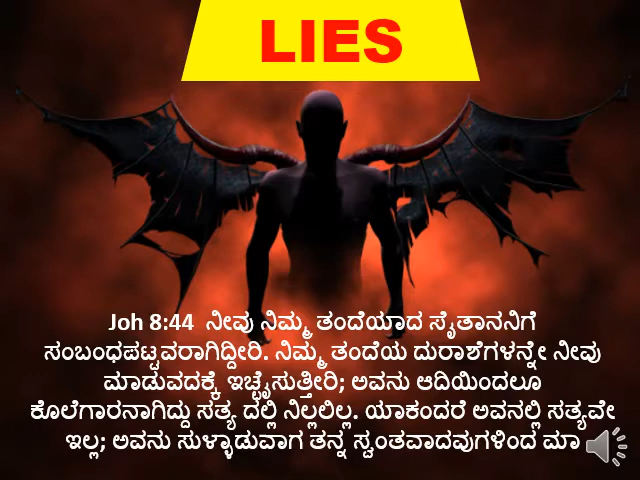 LIES
Joh 8:44 ನೀವು ನಿಮ್ಮ ತಂದೆಯಾದ ಸೈತಾನನಿಗೆ
ಸಂಬಂಧಪಟ್ಟವರಾಗಿದ್ದೀರಿ. ನಿಮ್ಮ ತಂದೆಯ ದುರಾಶೆಗಳನ್ನೇ ನೀವು
ಮಾಡುವದಕ್ಕೆ ಇಚ್ಛೈಸುತ್ತೀರಿ; ಅವನು ಆದಿಯಿಂದಲೂ
ಕೊಲೆಗಾರನಾಗಿದ್ದು ಸತ್ಯ ದಲ್ಲಿ ನಿಲ್ಲಲಿಲ್ಲ. ಯಾಕಂದರೆ ಅವನಲ್ಲಿ ಸತ್ಯವೇ
ಇಲ್ಲ; ಅವನು ಸುಳ್ಳಾಡುವಾಗ ತನ್ನ ಸ್ವಂತವಾದವುಗಳಿಂದ ಮಾ